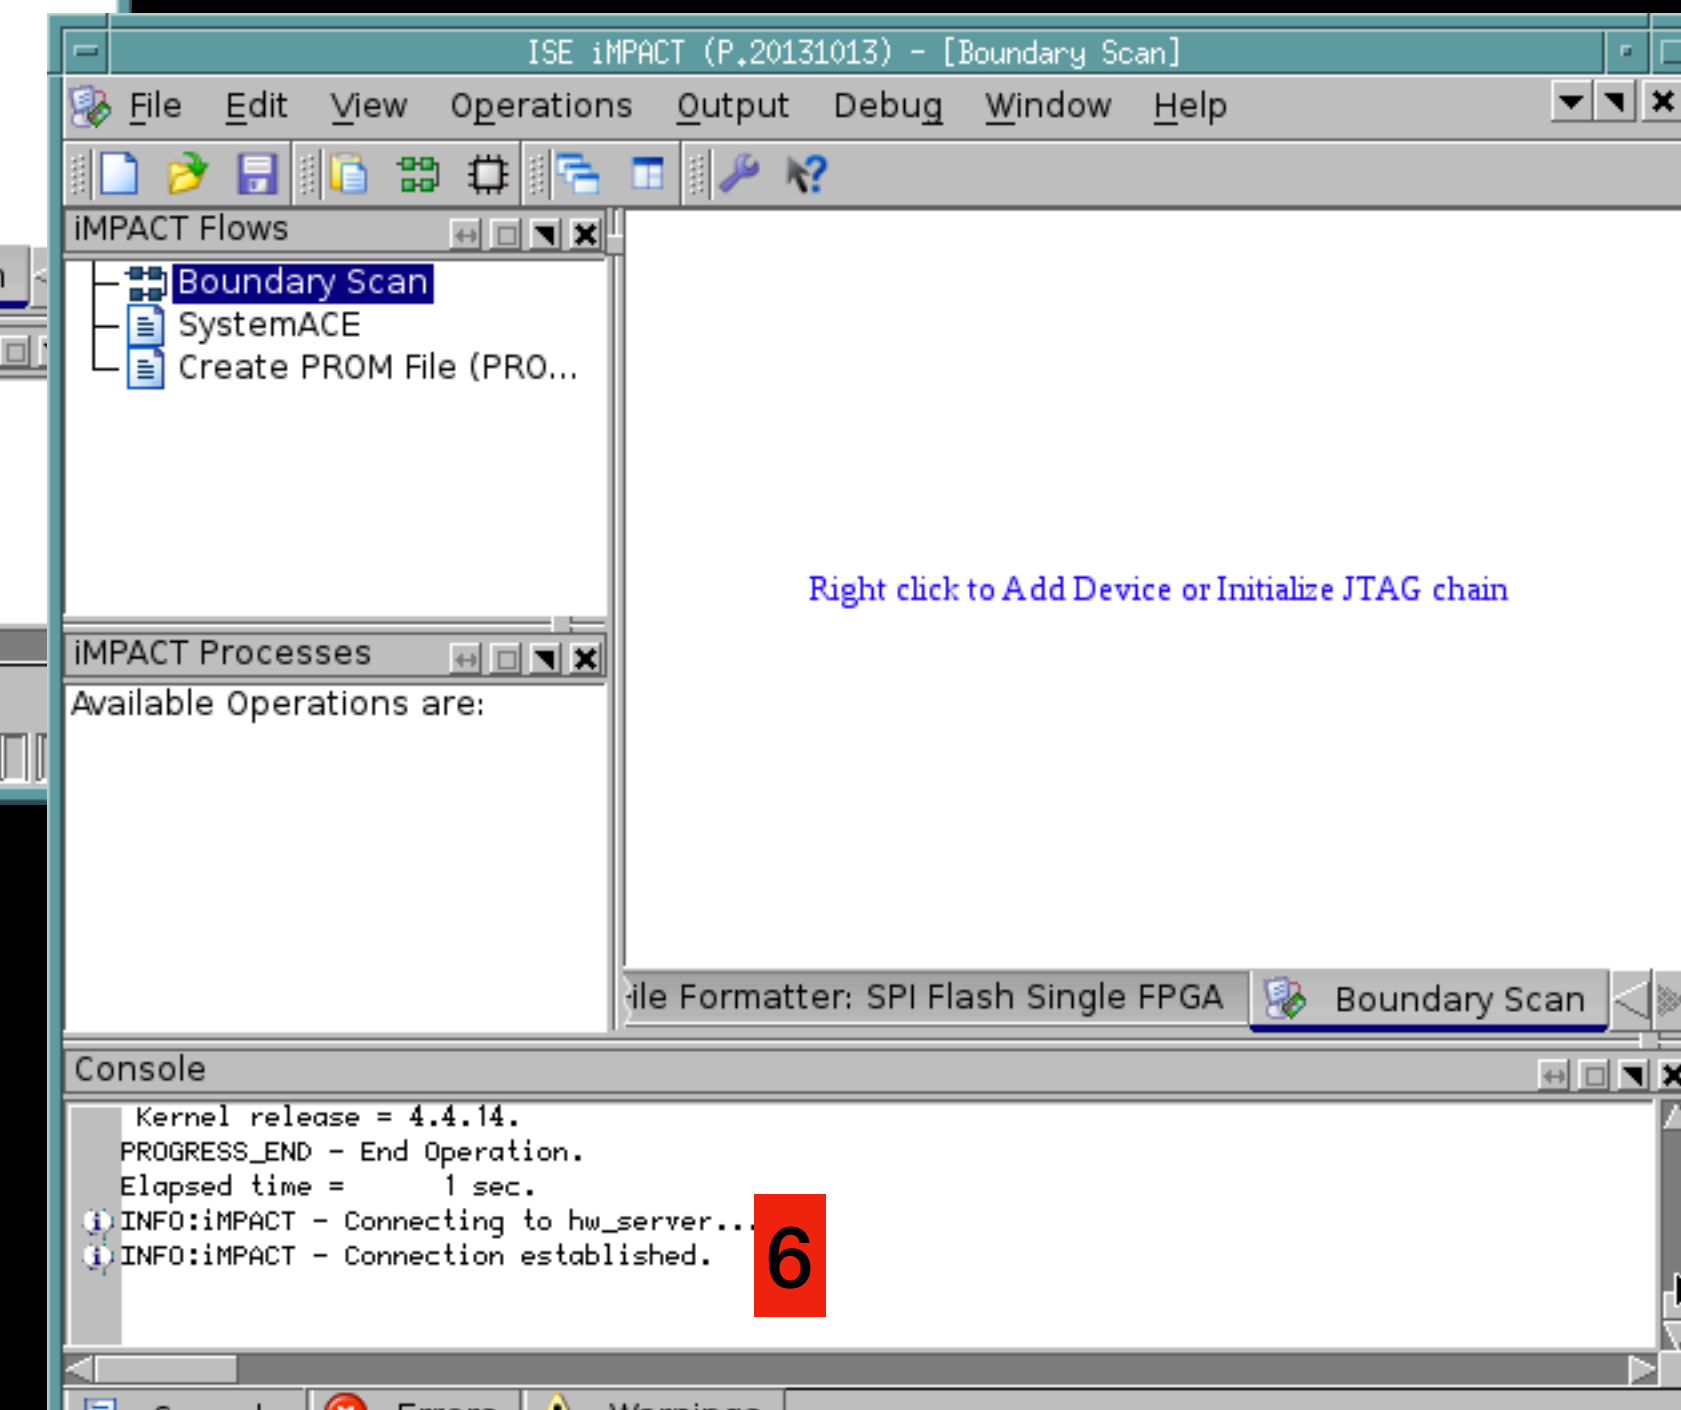 ISE iMPACT (P.20131013) - [Boundary Scan]
File Edit View Operations Output Debug Window Help
iMPACT Flows
Boundary Scan
SystemACE
Create PROM File (PRO...
Right click to Add Device or Initialize JTAG chain
iMPACT Processes
Available Operations are:
ile Formatter: SPI Flash Single FPGA
Boundary Scan
Console
Kernel release = 4.4.14.
PROGRESS_END - End Operation.
Elapsed time = 1 sec.
INFO:iMPACT - Connecting to hw_server...
INFO:iMPACT - Connection established.
6
Errors
Warnings